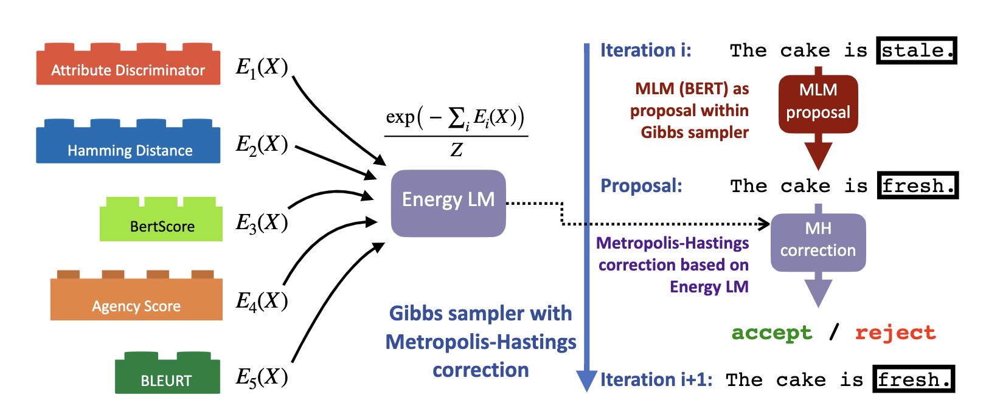 Attribute Discriminator
E1(X)
Hamming Distance
E2(X)
BertScore
E3(X)
Agency Score
E4(X)
BLEURT
E5(X)
exp(−∑i Ei(X))
Z
Energy LM
Gibbs sampler with
Metropolis-Hastings
correction
Iteration i: The cake is stale.
MLM (BERT) as
proposal within
Gibbs sampler
MLM
proposal
Proposal: The cake is fresh.
Metropolis-Hastings
correction based on
Energy LM
MH
correction
accept / reject
Iteration i+1: The cake is fresh.